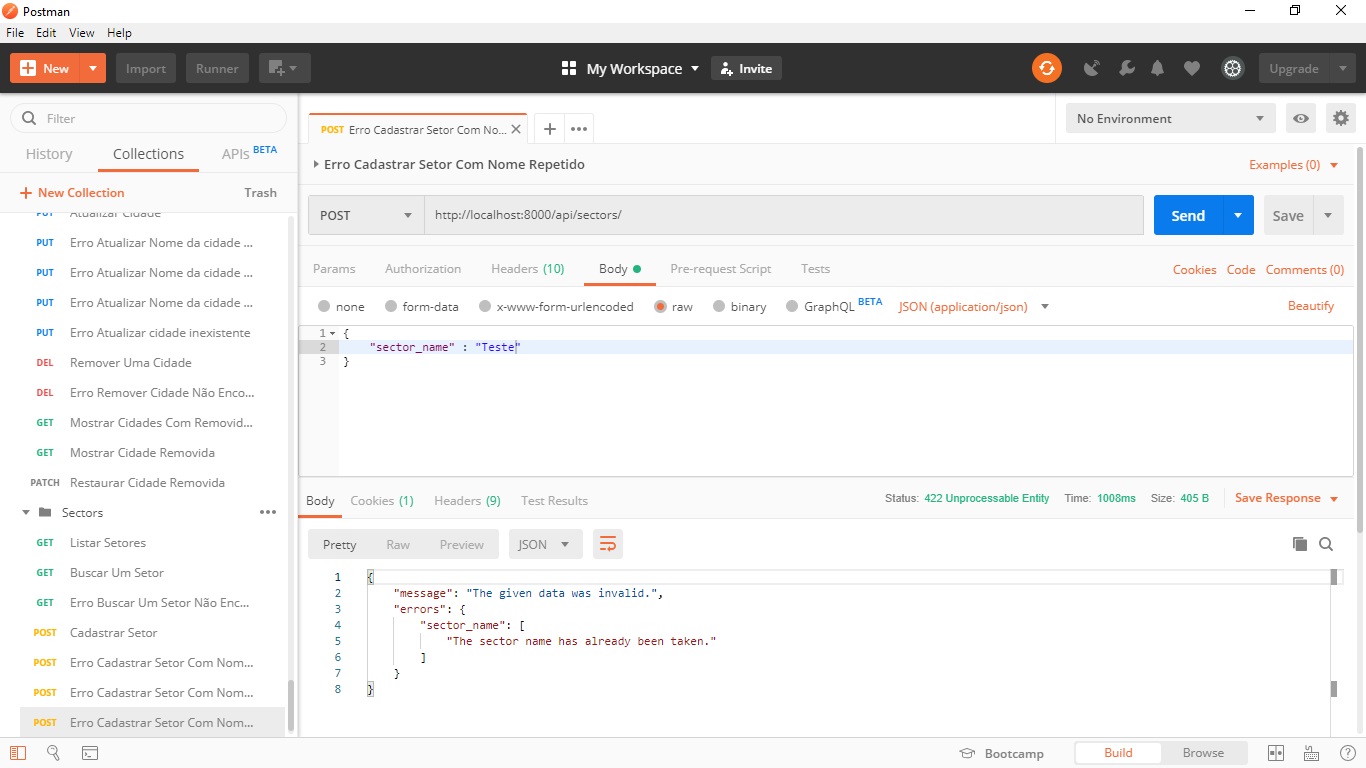 Postman
File Edit View Help
New Import Runner My Workspace Invite Upgrade
Filter
History Collections APIs BETA
New Collection Trash
PUT Atualizar Cidade
PUT Erro Atualizar Nome da cidade ...
PUT Erro Atualizar Nome da cidade ...
PUT Erro Atualizar Nome da cidade ...
PUT Erro Atualizar cidade inexistente
DEL Remover Uma Cidade
DEL Erro Remover Cidade Não Enco...
GET Mostrar Cidades Com Removid...
GET Mostrar Cidade Removida
PATCH Restaurar Cidade Removida
Sectors
GET Listar Setores
GET Buscar Um Setor
GET Erro Buscar Um Setor Não Enc...
POST Cadastrar Setor
POST Erro Cadastrar Setor Com Nom...
POST Erro Cadastrar Setor Com Nom...
POST Erro Cadastrar Setor Com Nom...
POST Erro Cadastrar Setor Com No...
No Environment
Erro Cadastrar Setor Com Nome Repetido
Examples (0)
POST http://localhost:8000/api/sectors/ Send Save
Params Authorization Headers (10) Body Pre-request Script Tests Cookies Code Comments (0)
none form-data x-www-form-urlencoded raw binary GraphQL BETA JSON (application/json) Beautify
1 {
2 "sector_name" : "Teste"
3 }
Body Cookies (1) Headers (9) Test Results Status: 422 Unprocessable Entity Time: 1008ms Size: 405 B Save Response
Pretty Raw Preview JSON
1 {
2 "message": "The given data was invalid.",
3 "errors": {
4 "sector_name": [
5 "The sector name has already been taken."
6 ]
7 }
8 }
Bootcamp Build Browse